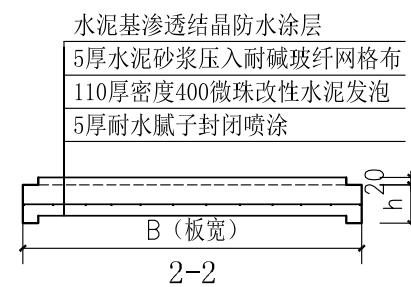 水泥基渗透结晶防水涂层
5厚水泥砂浆压入耐碱玻纤网格布
110厚密度400微珠改性水泥发泡
5厚耐水腻子封闭喷涂
20
h
B（板宽）
2-2